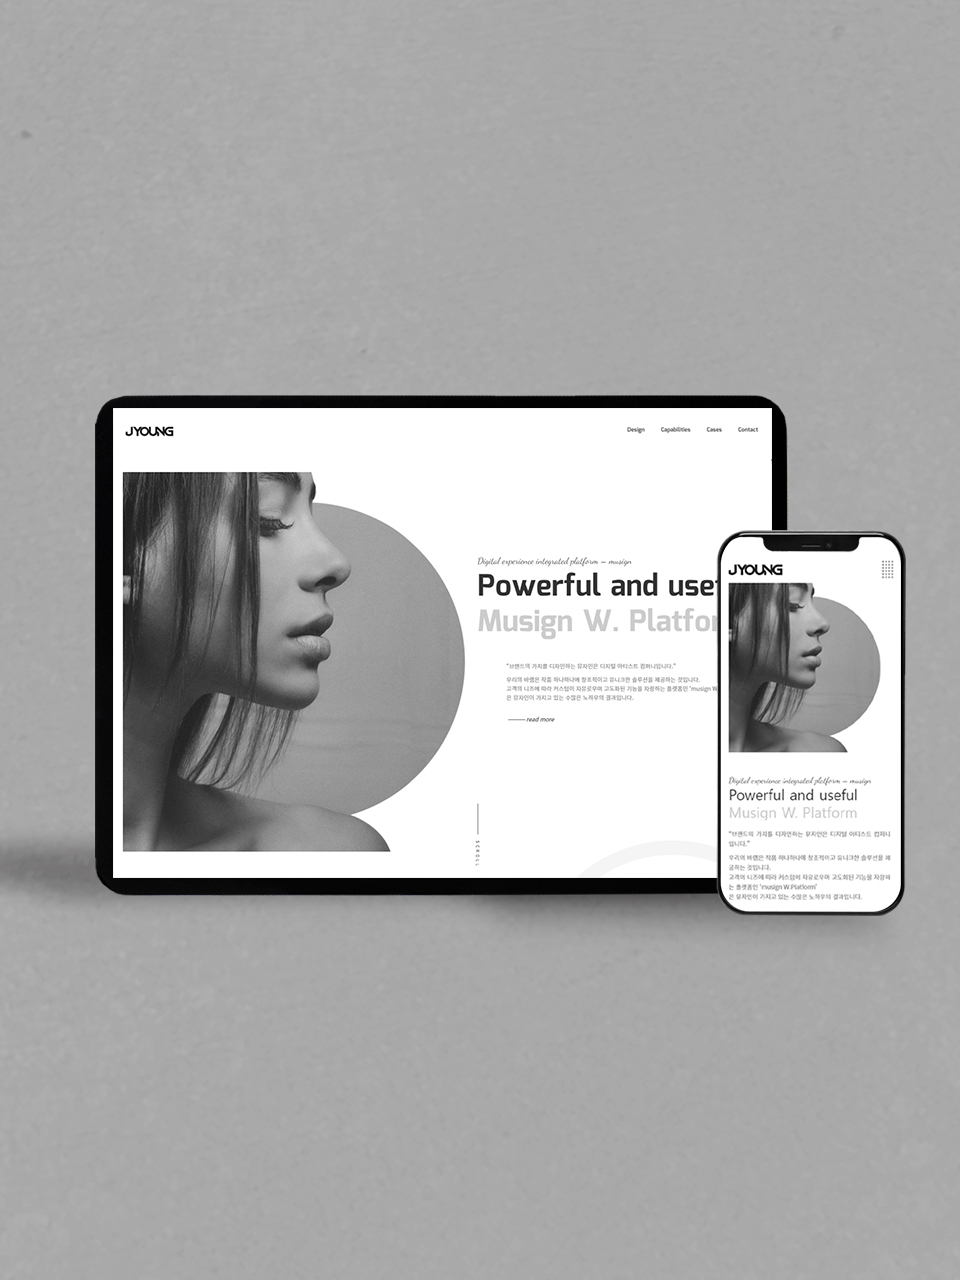 JYOUNG
Design Capabilities Cases Contact
Digital experience integrated platform – musign
Powerful and usef
Musign W. Platfor
"브랜드의 가치를 디자인하는 뮤자인은 디지털 아티스트 컴퍼니입니다."
우리의 바램은 작품 하나하나에 창조적이고 유니크한 솔루션을 제공하는 것입니다.
고객의 니즈에 따라 커스텀이 자유로우며 고도화된 기능을 자랑하는 플랫폼인 'musign W
은 뮤자인이 가지고 있는 수많은 노하우의 결과입니다.
read more
SCROLL
JYOUNG
Digital experience integrated platform – musign
Powerful and useful
Musign W. Platform
"브랜드의 가치를 디자인하는 뮤자인은 디지털 아티스트 컴퍼니
입니다."
우리의 바램은 작품 하나하나에 창조적이고 유니크한 솔루션을 제
공하는 것입니다.
고객의 니즈에 따라 커스텀이 자유로우며 고도화된 기능을 자랑하
는 플랫폼인 'musign W.Platform'
은 뮤자인이 가지고 있는 수많은 노하우의 결과입니다.